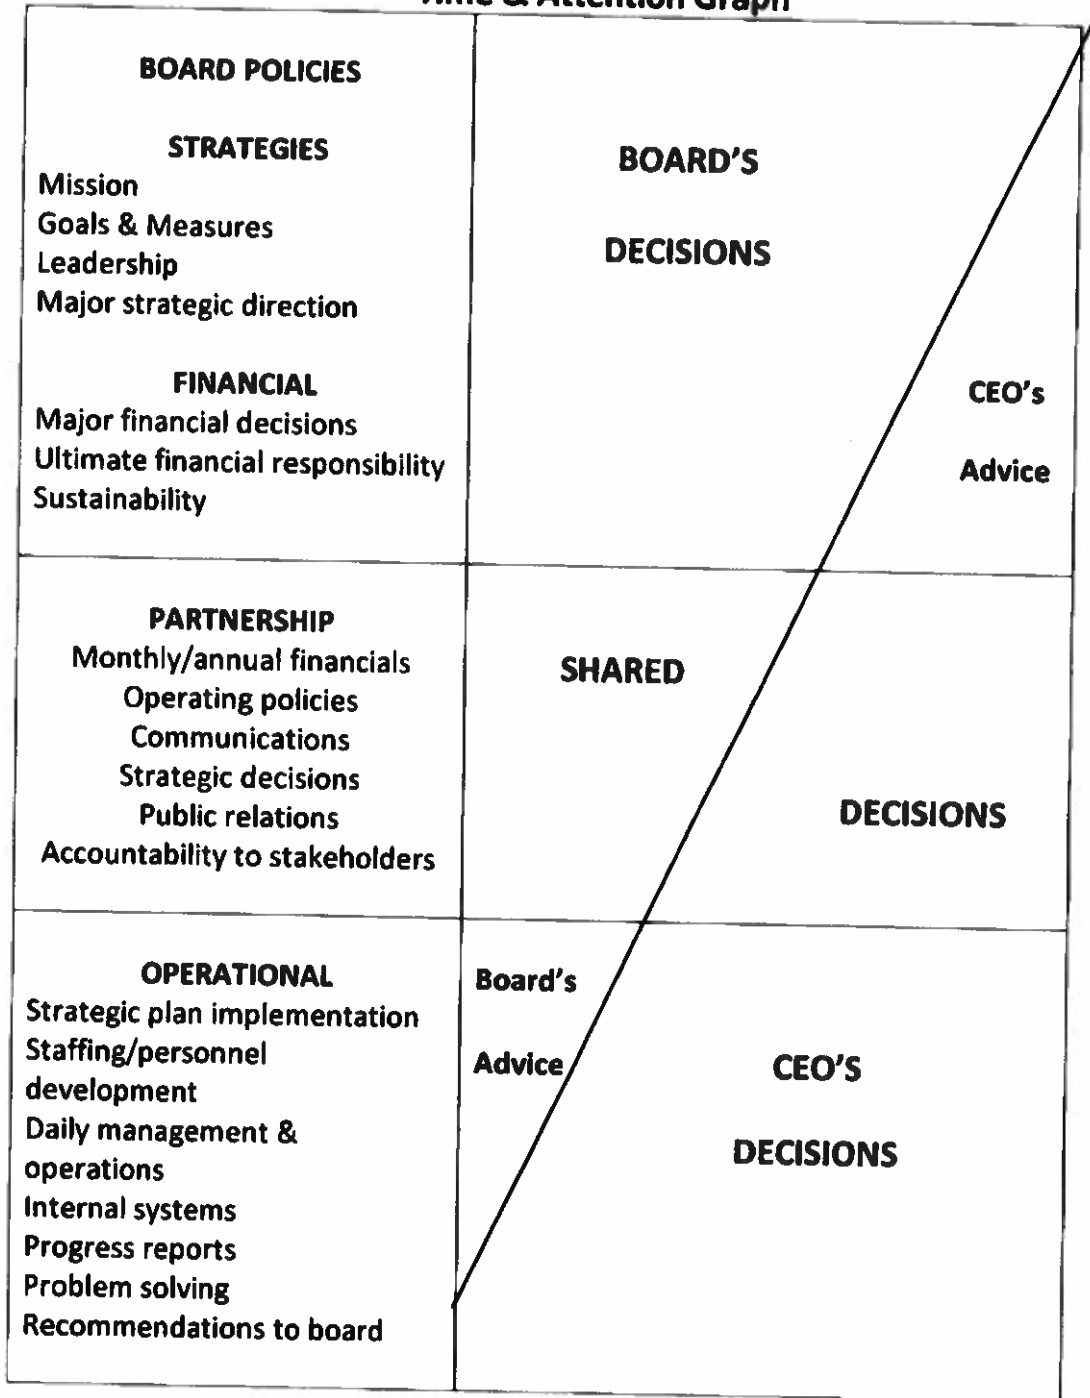 Time & Attention Graph
BOARD POLICIES
STRATEGIES
Mission
Goals & Measures
Leadership
Major strategic direction
FINANCIAL
Major financial decisions
Ultimate financial responsibility
Sustainability
BOARD'S
DECISIONS
CEO's
Advice
PARTNERSHIP
Monthly/annual financials
Operating policies
Communications
Strategic decisions
Public relations
Accountability to stakeholders
SHARED
DECISIONS
OPERATIONAL
Strategic plan implementation
Staffing/personnel
development
Daily management &
operations
Internal systems
Progress reports
Problem solving
Recommendations to board
Board's
Advice
CEO'S
DECISIONS